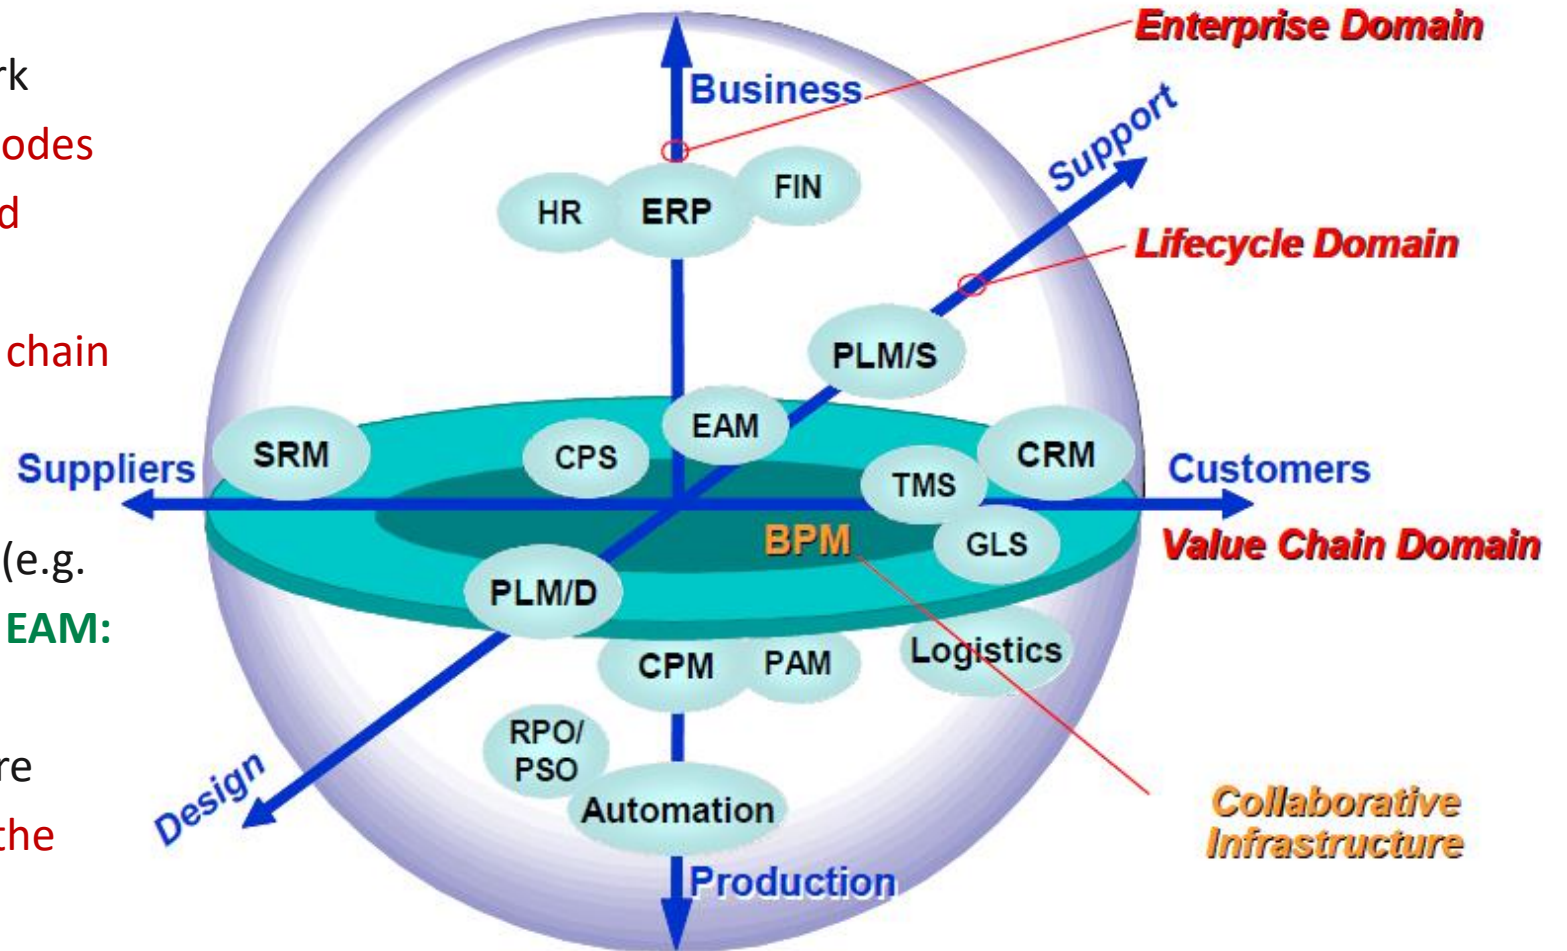 rk
odes
d
chain
(e.g.
EAM:
re
the
Enterprise Domain
Business
Support
HR
ERP
FIN
Lifecycle Domain
PLM/S
EAM
SRM
CPS
CRM
Suppliers
TMS
Customers
BPM
GLS
Value Chain Domain
PLM/D
CPM
PAM
Logistics
RPO/
PSO
Design
Automation
Collaborative
Infrastructure
Production